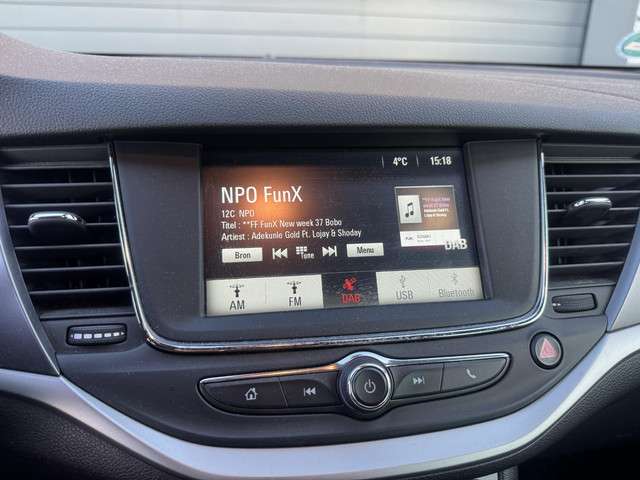 4°C 15:18
NPO FunX
12C NPO
Titel : **FF FunX New week 37 Bobo
Artiest : Adekunle Gold Ft. Lojay & Shoday
Bron Tune Menu
DAB
AM FM DAB USB Bluetooth